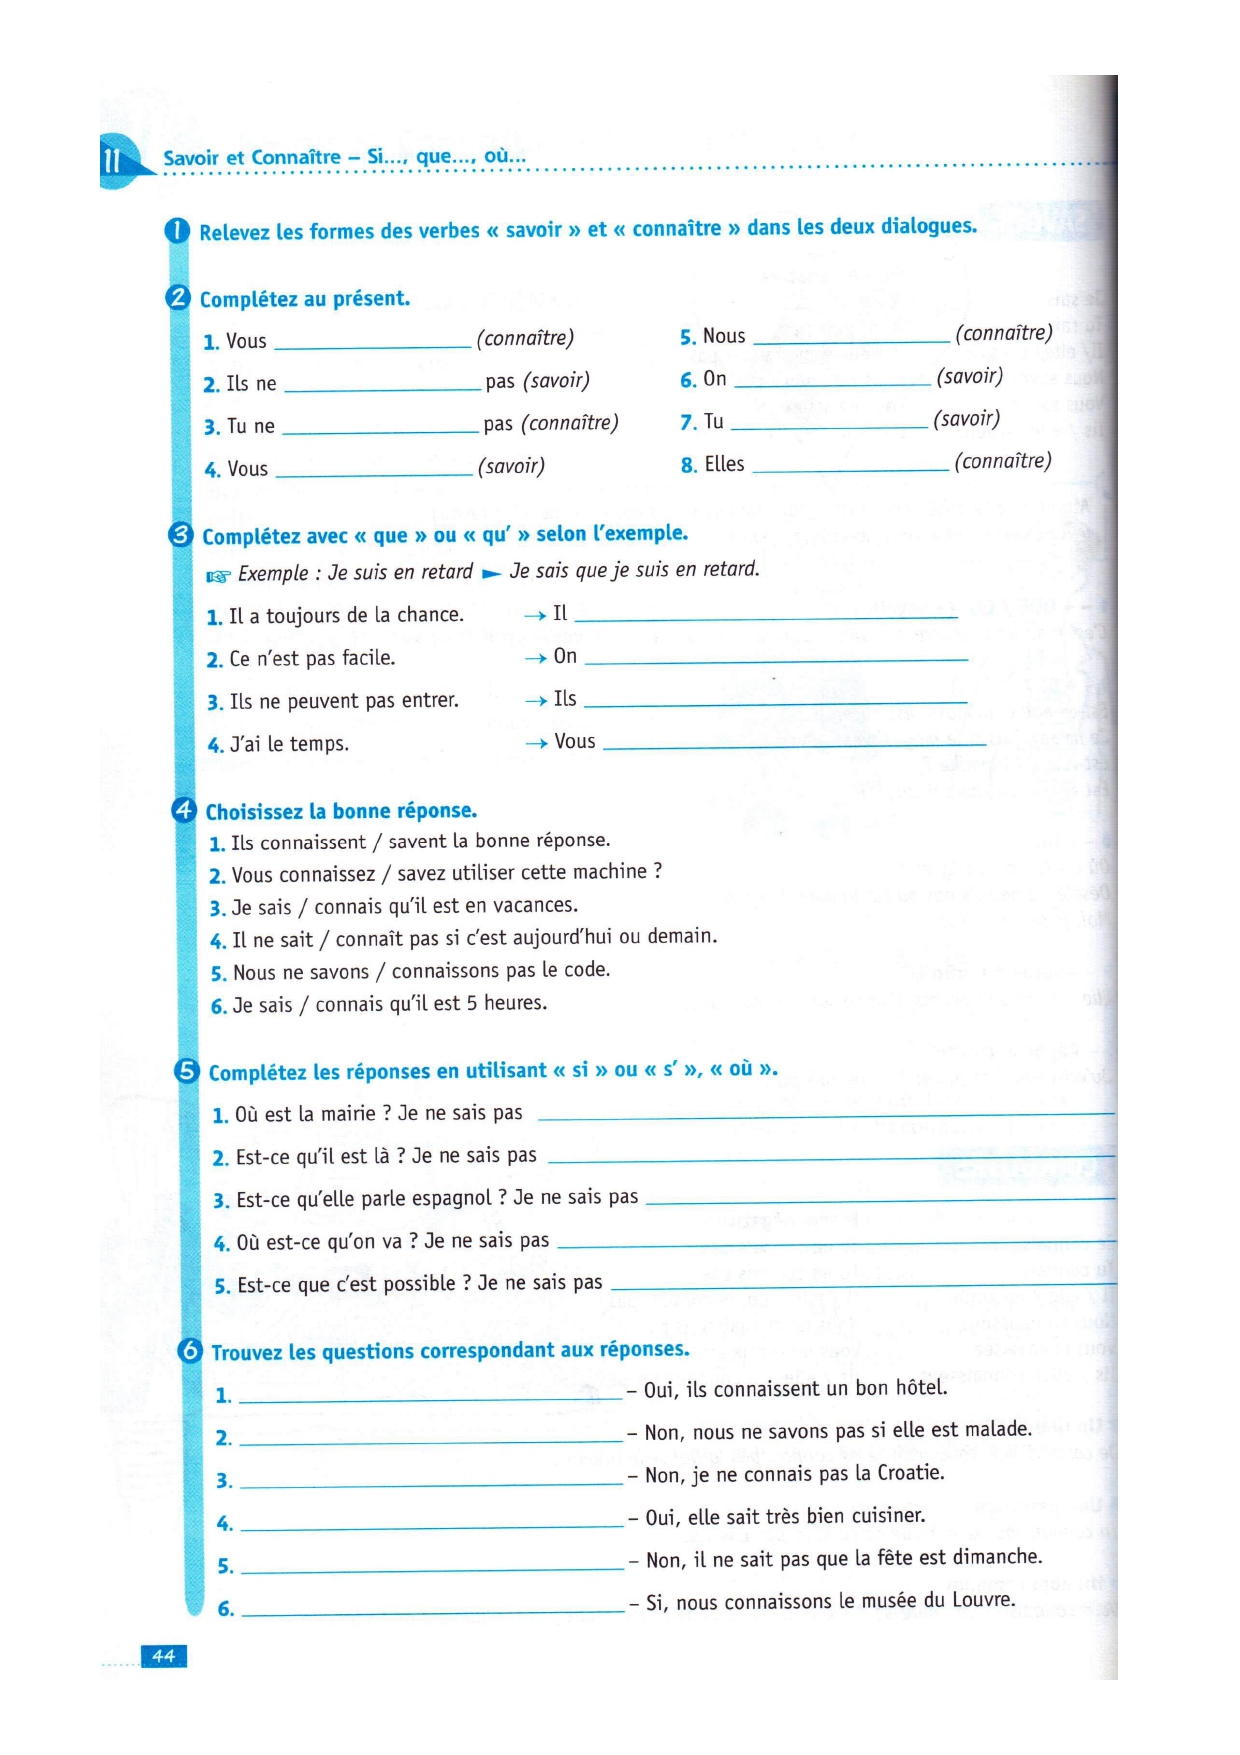 11 Savoir et Connaître – Si..., que..., où...
1 Relevez les formes des verbes « savoir » et « connaître » dans les deux dialogues.
2 Complétez au présent.
1. Vous ____________ (connaître)
2. Ils ne ____________ pas (savoir)
3. Tu ne ____________ pas (connaître)
4. Vous ____________ (savoir)
5. Nous ____________ (connaître)
6. On ____________ (savoir)
7. Tu ____________ (savoir)
8. Elles ____________ (connaître)
3 Complétez avec « que » ou « qu' » selon l'exemple.
☞ Exemple : Je suis en retard ► Je sais que je suis en retard.
1. Il a toujours de la chance. → Il ____________
2. Ce n'est pas facile. → On ____________
3. Ils ne peuvent pas entrer. → Ils ____________
4. J'ai le temps. → Vous ____________
4 Choisissez la bonne réponse.
1. Ils connaissent / savent la bonne réponse.
2. Vous connaissez / savez utiliser cette machine ?
3. Je sais / connais qu'il est en vacances.
4. Il ne sait / connaît pas si c'est aujourd'hui ou demain.
5. Nous ne savons / connaissons pas le code.
6. Je sais / connais qu'il est 5 heures.
5 Complétez les réponses en utilisant « si » ou « s' », « où ».
1. Où est la mairie ? Je ne sais pas ____________
2. Est-ce qu'il est là ? Je ne sais pas ____________
3. Est-ce qu'elle parle espagnol ? Je ne sais pas ____________
4. Où est-ce qu'on va ? Je ne sais pas ____________
5. Est-ce que c'est possible ? Je ne sais pas ____________
6 Trouvez les questions correspondant aux réponses.
1. ____________ – Oui, ils connaissent un bon hôtel.
2. ____________ – Non, nous ne savons pas si elle est malade.
3. ____________ – Non, je ne connais pas la Croatie.
4. ____________ – Oui, elle sait très bien cuisiner.
5. ____________ – Non, il ne sait pas que la fête est dimanche.
6. ____________ – Si, nous connaissons le musée du Louvre.
44